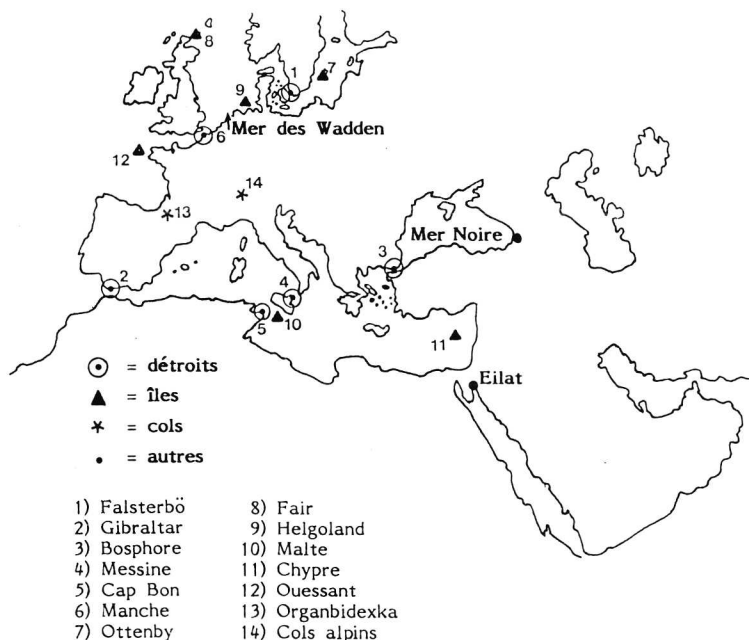 8
1
7
9
Mer des Wadden
6
12
14
13
Mer Noire
3
2
4
5
10
11
Eilat
= détroits
= îles
= cols
= autres
1) Falsterbö
2) Gibraltar
3) Bosphore
4) Messine
5) Cap Bon
6) Manche
7) Ottenby
8) Fair
9) Helgoland
10) Malte
11) Chypre
12) Ouessant
13) Organbidexka
14) Cols alpins